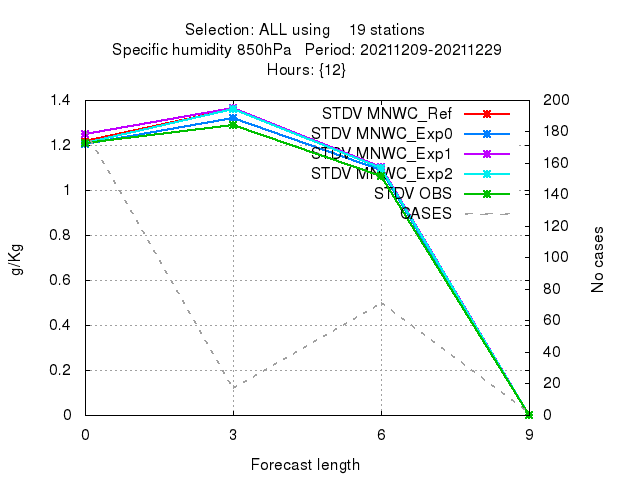 Selection: ALL using 19 stations
Specific humidity 850hPa Period: 20211209-20211229
Hours: {12}
1.4
1.2
1
0.8
0.6
0.4
0.2
0
g/Kg
STDV MNWC_Ref
STDV MNWC_Exp0
STDV MNWC_Exp1
STDV MNWC_Exp2
STDV OBS
CASES
200
180
160
140
120
100
80
60
40
20
0
No cases
0 3 6 9
Forecast length